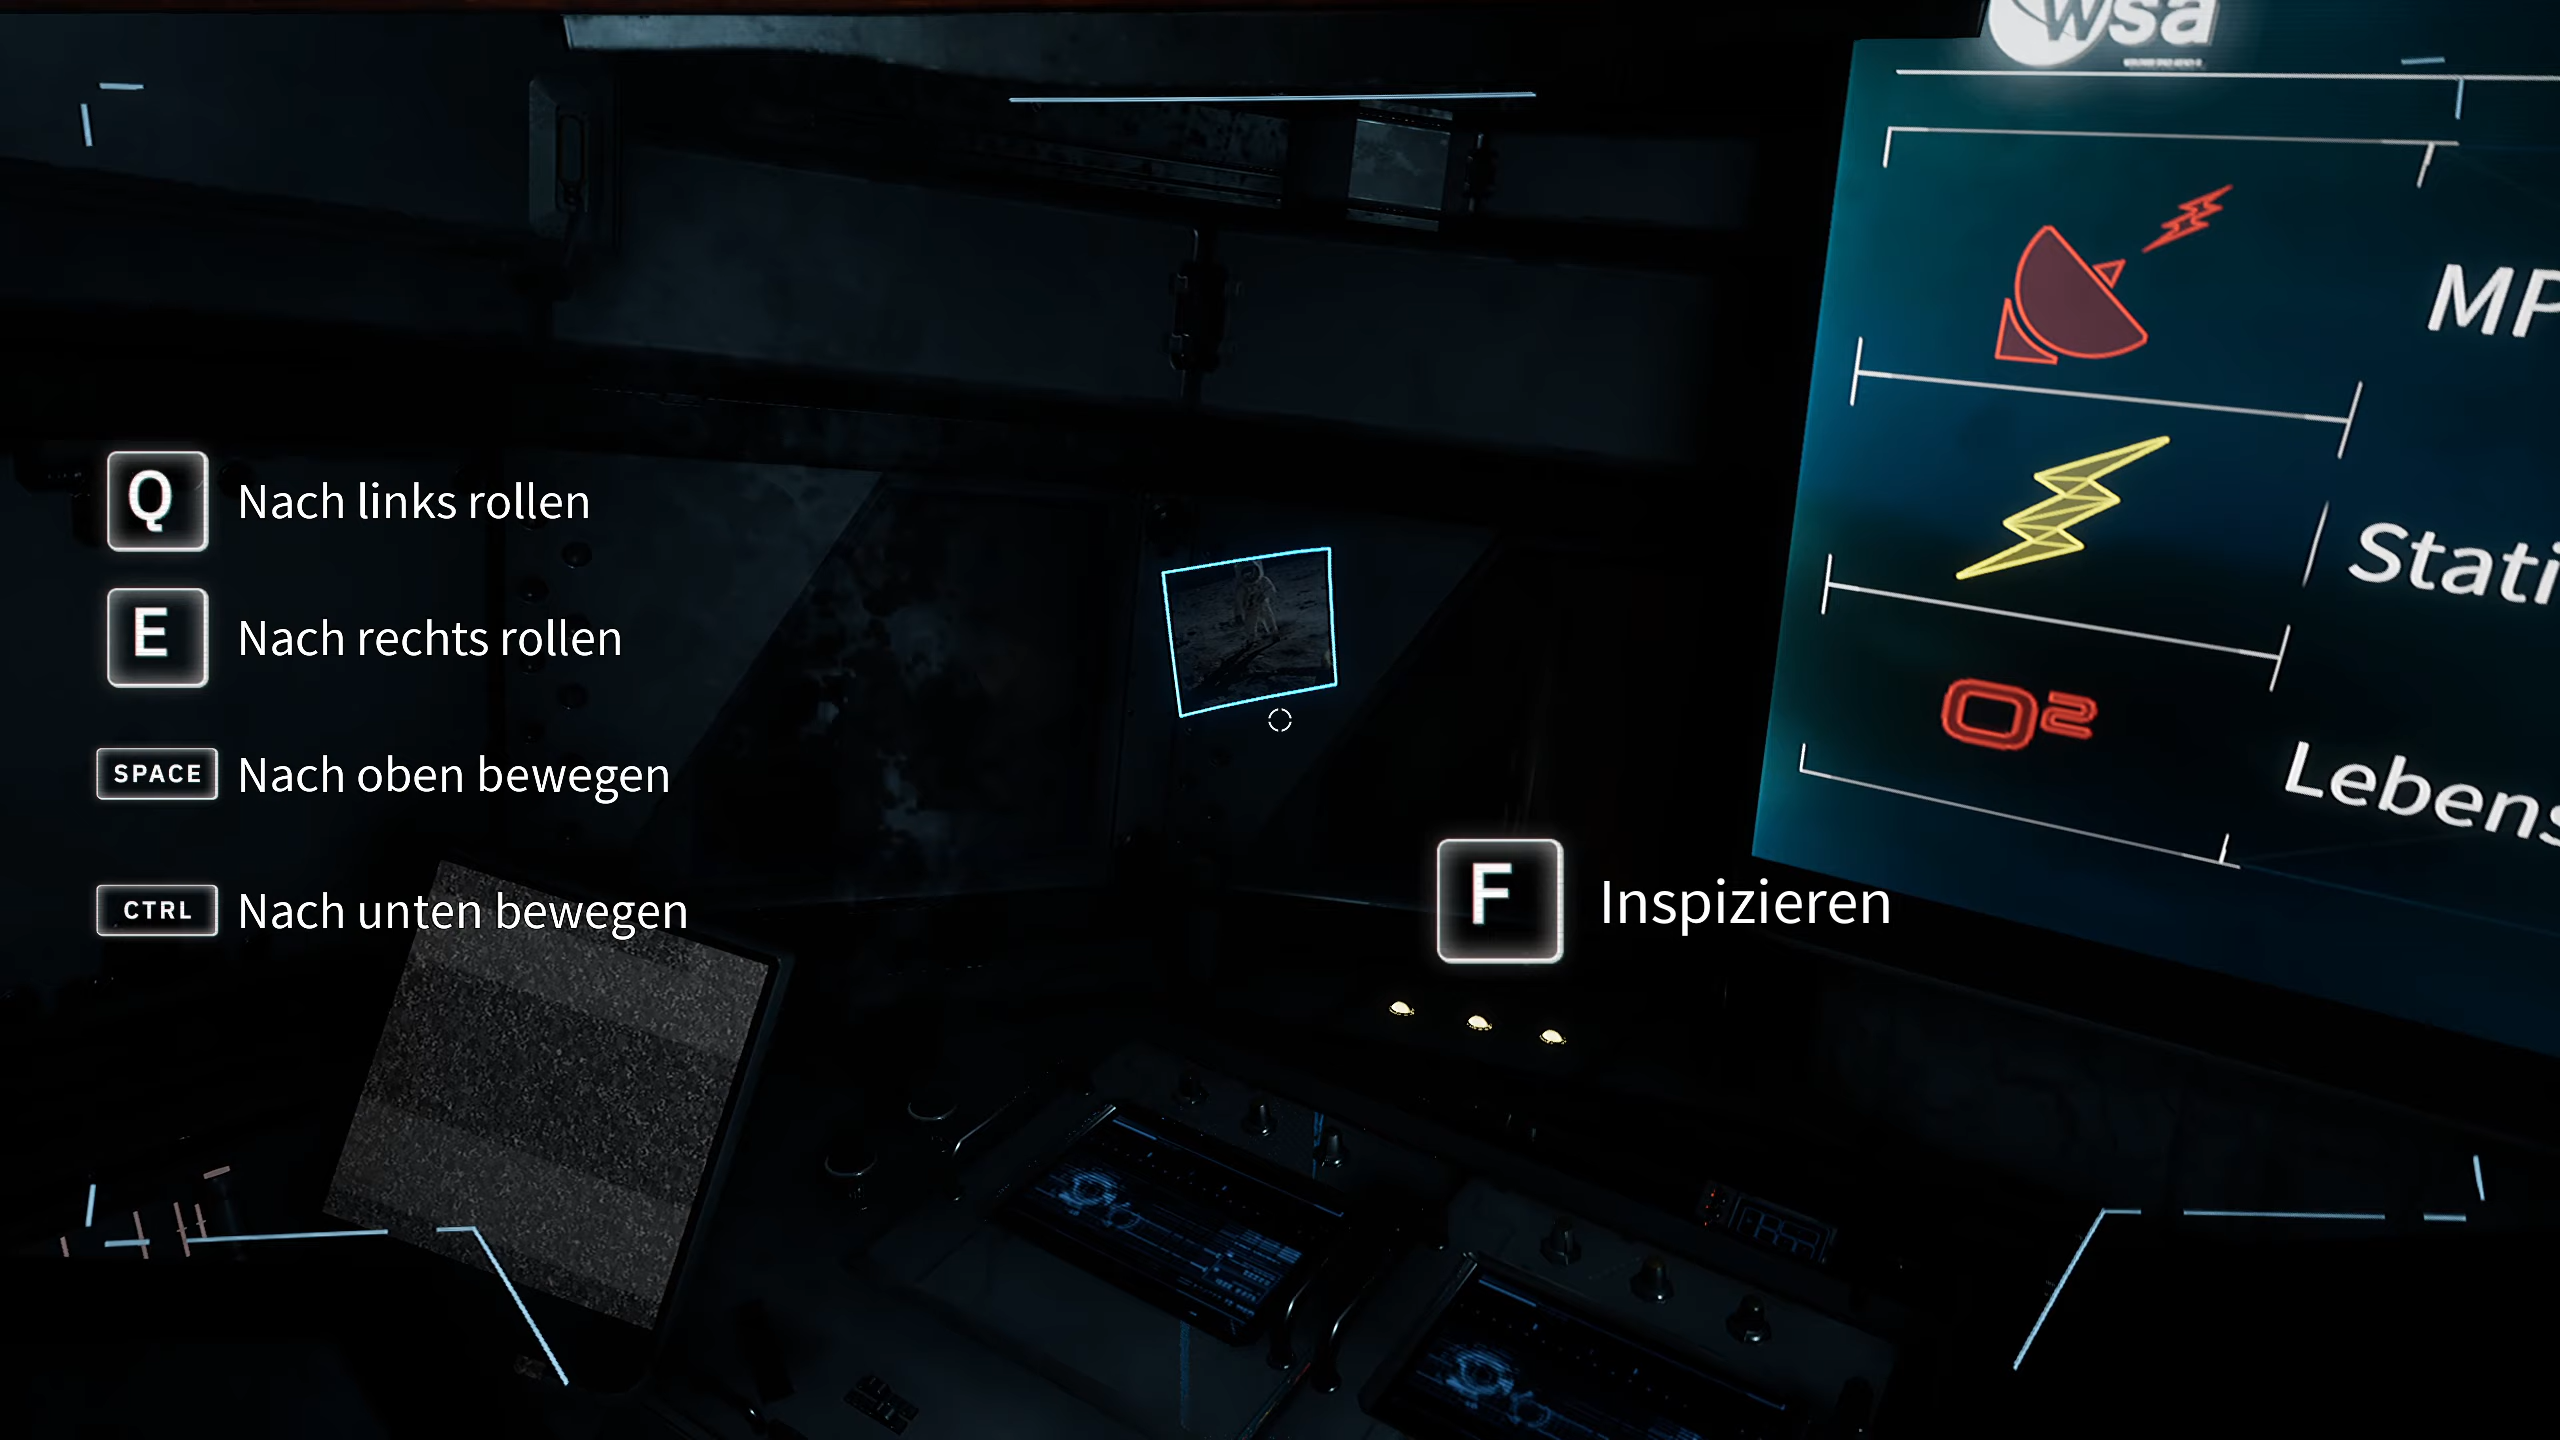 wsa
MP
Stati
O²
Lebens
Q Nach links rollen
E Nach rechts rollen
SPACE Nach oben bewegen
CTRL Nach unten bewegen
F Inspizieren